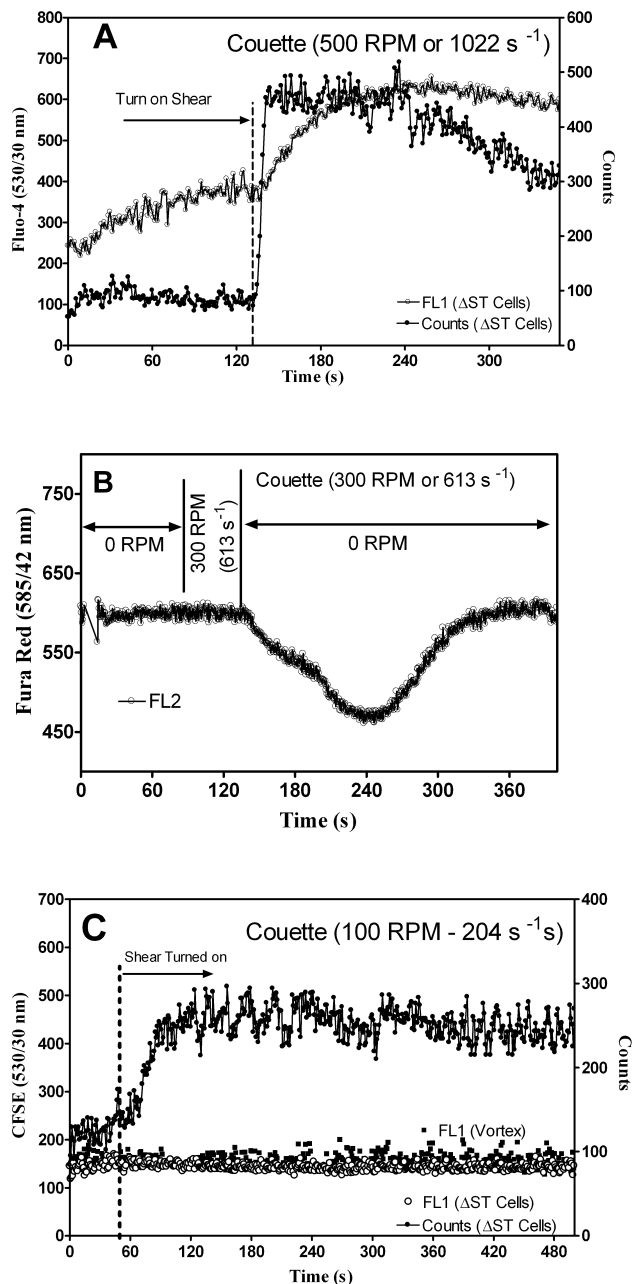 A
Couette (500 RPM or 1022 s -1)
Turn on Shear
800
700
600
500
400
300
200
100
0
Fluo-4 (530/30 nm)
600
500
400
300
200
100
0
Counts
FL1 (ΔST Cells)
Counts (ΔST Cells)
0 60 120 180 240 300
Time (s)
B
Couette (300 RPM or 613 s -1)
0 RPM
300 RPM
(613 s-1)
0 RPM
750
650
550
450
Fura Red (585/42 nm)
FL2
0 60 120 180 240 300 360
Time (s)
C
Couette (100 RPM - 204 s -1s)
Shear Turned on
700
600
500
400
300
200
100
0
CFSE (530/30 nm)
400
300
200
100
0
Counts
FL1 (Vortex)
FL1 (ΔST Cells)
Counts (ΔST Cells)
0 60 120 180 240 300 360 420 480
Time (s)